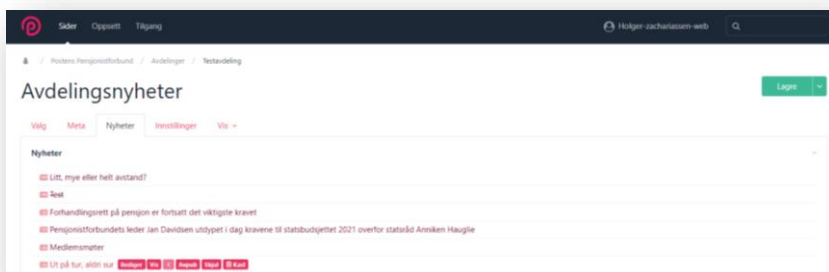 Sider Oppsett Tilgang Holger-zachariassen-web
/ Postens Pensjonistforbund / Avdelinger / Testavdeling
Avdelingsnyheter
Lagre
Valg Meta Nyheter Innstillinger Vis
Nyheter
Litt, mye eller helt avstand?
Test
Forhandlingsrett på pensjon er fortsatt det viktigste kravet
Pensjonistforbundets leder Jan Davidsen utdypet i dag kravene til statsbudsjettet 2021 overfor statsråd Anniken Hauglie
Medlemsmøter
Ut på tur, aldri sur Rediger Vis Avpub Skjul Kast